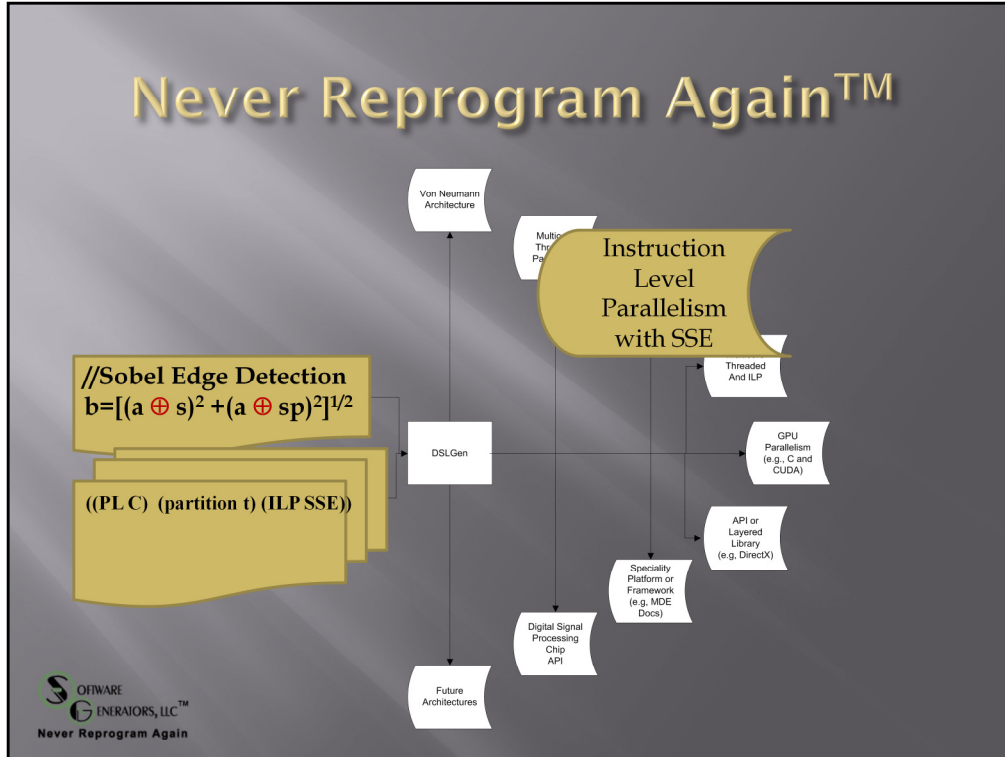 Never Reprogram Again™
Von Neumann
Architecture
Instruction
Level
Parallelism
with SSE
Threaded
And ILP
//Sobel Edge Detection
b=[(a ⊕ s)² +(a ⊕ sp)²]¹/²
DSLGen
GPU
Parallelism
(e.g., C and
CUDA)
((PL C) (partition t) (ILP SSE))
API or
Layered
Library
(e.g, DirectX)
Speciality
Platform or
Framework
(e.g, MDE
Docs)
Digital Signal
Processing
Chip
API
Future
Architectures
SOFTWARE
GENERATORS, LLC™
Never Reprogram Again